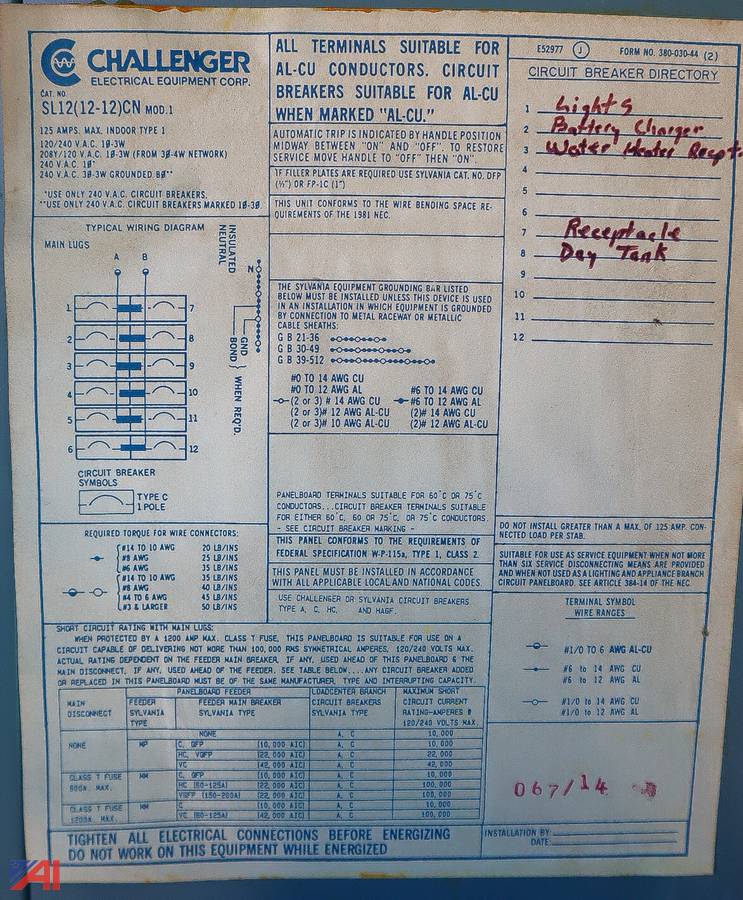 CHALLENGER
ELECTRICAL EQUIPMENT CORP.
CAT. NO.
SL12(12-12)CN MOD.1
125 AMPS. MAX. INDOOR TYPE 1
120/240 V.A.C. 1Ø-3W
208Y/120 V.A.C. 1Ø-3W (FROM 3Ø-4W NETWORK)
240 V.A.C. 1Ø*
240 V.A.C. 3Ø-3W GROUNDED BØ**
*USE ONLY 240 V.A.C. CIRCUIT BREAKERS.
**USE ONLY 240 V.A.C. CIRCUIT BREAKERS MARKED 1Ø-3Ø.
TYPICAL WIRING DIAGRAM
MAIN LUGS
A B
INSULATED
NEUTRAL
N
GND
BOND
WHEN REQ'D.
1 7
2 8
3 9
4 10
5 11
6 12
CIRCUIT BREAKER
SYMBOLS
TYPE C
1 POLE
REQUIRED TORQUE FOR WIRE CONNECTORS:
#14 TO 10 AWG 20 LB/INS
#8 AWG 25 LB/INS
#6 AWG 35 LB/INS
#14 TO 10 AWG 35 LB/INS
#8 AWG 40 LB/INS
#4 TO 6 AWG 45 LB/INS
#3 & LARGER 50 LB/INS
ALL TERMINALS SUITABLE FOR
AL-CU CONDUCTORS. CIRCUIT
BREAKERS SUITABLE FOR AL-CU
WHEN MARKED "AL-CU."
AUTOMATIC TRIP IS INDICATED BY HANDLE POSITION
MIDWAY BETWEEN "ON" AND "OFF". TO RESTORE
SERVICE MOVE HANDLE TO "OFF" THEN "ON".
IF FILLER PLATES ARE REQUIRED USE SYLVANIA CAT. NO. DFP
(½") OR FP-1C (1")
THIS UNIT CONFORMS TO THE WIRE BENDING SPACE RE-
QUIREMENTS OF THE 1981 NEC.
THE SYLVANIA EQUIPMENT GROUNDING BAR LISTED
BELOW MUST BE INSTALLED UNLESS THIS DEVICE IS USED
IN AN INSTALLATION IN WHICH EQUIPMENT IS GROUNDED
BY CONNECTION TO METAL RACEWAY OR METALLIC
CABLE SHEATHS:
G B 21-36
G B 30-49
G B 39-512
#0 TO 14 AWG CU
#0 TO 12 AWG AL #6 TO 14 AWG CU
(2 or 3) # 14 AWG CU #6 TO 12 AWG AL
(2 or 3)# 12 AWG AL-CU (2)# 14 AWG CU
(2 or 3)# 10 AWG AL-CU (2)# 12 AWG AL-CU
PANELBOARD TERMINALS SUITABLE FOR 60°C OR 75°C
CONDUCTORS...CIRCUIT BREAKER TERMINALS SUITABLE
FOR EITHER 60°C, 60 OR 75°C, OR 75°C CONDUCTORS.
- SEE CIRCUIT BREAKER MARKING -
THIS PANEL CONFORMS TO THE REQUIREMENTS OF
FEDERAL SPECIFICATION W-P-115a, TYPE 1, CLASS 2.
THIS PANEL MUST BE INSTALLED IN ACCORDANCE
WITH ALL APPLICABLE LOCAL AND NATIONAL CODES.
USE CHALLENGER OR SYLVANIA CIRCUIT BREAKERS
TYPE A, C, HC, AND HAGF.
E52977 J FORM NO. 380-030-44 (2)
CIRCUIT BREAKER DIRECTORY
1 Lights
2 Battery Charger
3 Water Heater Recpt.
4
5
6
7 Receptacle
8 Day Tank
9
10
11
12
DO NOT INSTALL GREATER THAN A MAX. OF 125 AMP. CON-
NECTED LOAD PER STAB.
SUITABLE FOR USE AS SERVICE EQUIPMENT WHEN NOT MORE
THAN SIX SERVICE DISCONNECTING MEANS ARE PROVIDED
AND WHEN NOT USED AS A LIGHTING AND APPLIANCE BRANCH
CIRCUIT PANELBOARD. SEE ARTICLE 384-14 OF THE NEC.
TERMINAL SYMBOL
WIRE RANGES
#1/0 TO 6 AWG AL-CU
#6 to 14 AWG CU
#6 to 12 AWG AL
#1/0 to 14 AWG CU
#1/0 to 12 AWG AL
SHORT CIRCUIT RATING WITH MAIN LUGS:
WHEN PROTECTED BY A 1200 AMP MAX. CLASS T FUSE, THIS PANELBOARD IS SUITABLE FOR USE ON A
CIRCUIT CAPABLE OF DELIVERING NOT MORE THAN 100,000 RMS SYMMETRICAL AMPERES, 120/240 VOLTS MAX.
ACTUAL RATING DEPENDENT ON THE FEEDER MAIN BREAKER, IF ANY, USED AHEAD OF THIS PANELBOARD & THE
MAIN DISCONNECT, IF ANY, USED AHEAD OF THE FEEDER. SEE TABLE BELOW....ANY CIRCUIT BREAKER ADDED
OR REPLACED IN THIS PANELBOARD MUST BE OF THE SAME MANUFACTURER, TYPE AND INTERRUPTING CAPACITY.
PANELBOARD FEEDER
MAIN DISCONNECT
FEEDER SYLVANIA TYPE
FEEDER MAIN BREAKER SYLVANIA TYPE
LOADCENTER BRANCH CIRCUIT BREAKERS SYLVANIA TYPE
MAXIMUM SHORT CIRCUIT CURRENT RATING-AMPERES @ 120/240 VOLTS MAX.
NONE A, C 10,000
NONE MP C, QFP (10,000 AIC) A, C 10,000
HC, VGFP (22,000 AIC) A, C 22,000
VC (42,000 AIC) A, C 42,000
CLASS T FUSE 600A. MAX. MM C, QFP (10,000 AIC) A, C 10,000
HC (60-125A) (22,000 AIC) A, C 100,000
VGFP (150-200A) (22,000 AIC) A, C 100,000
CLASS T FUSE 1200A. MAX. MM C (10,000 AIC) A, C 10,000
VC (60-125A) (42,000 AIC) A, C 100,000
067/14
TIGHTEN ALL ELECTRICAL CONNECTIONS BEFORE ENERGIZING
DO NOT WORK ON THIS EQUIPMENT WHILE ENERGIZED
INSTALLATION BY:
DATE:
AI